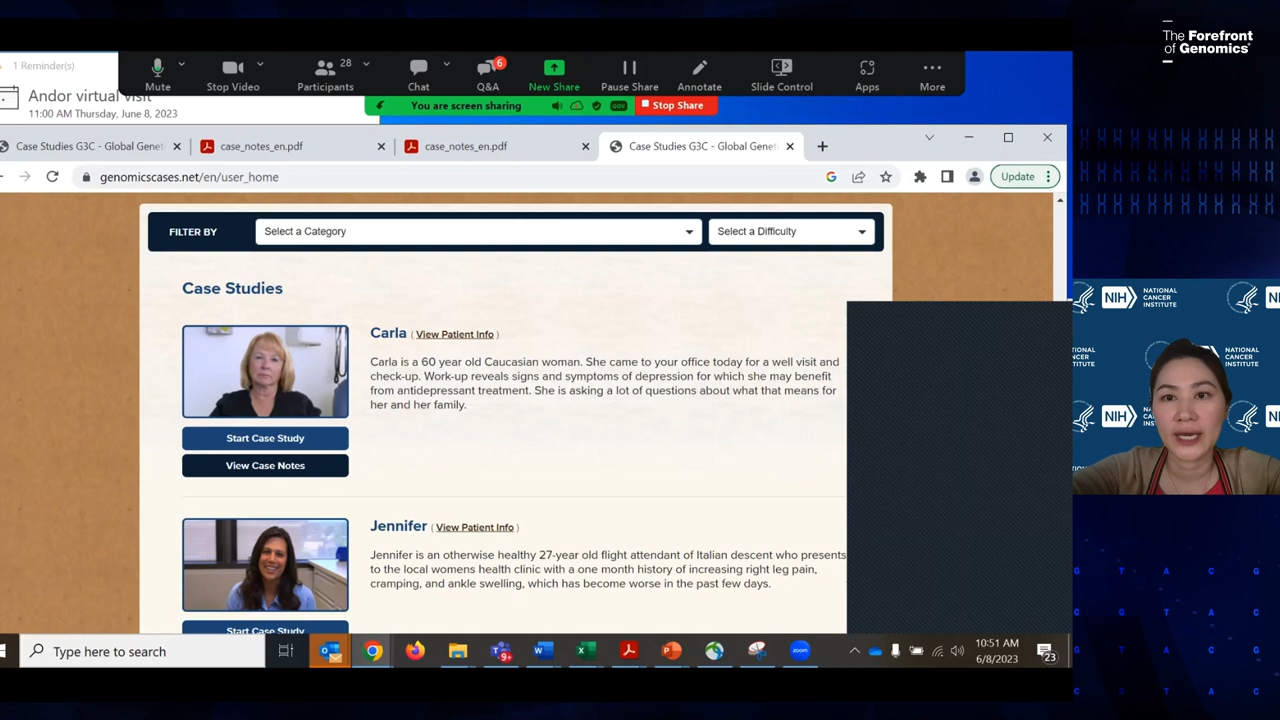 The Forefront
of Genomics®
1 Reminder(s)
Andor virtual visit
11:00 AM Thursday, June 8, 2023
28
6
Mute
Stop Video
Participants
Chat
Q&A
New Share
Pause Share
Annotate
Slide Control
Apps
More
You are screen sharing
GOV
Stop Share
Case Studies G3C - Global Genet
case_notes_en.pdf
case_notes_en.pdf
Case Studies G3C - Global Genet
genomicscases.net/en/user_home
Update
FILTER BY
Select a Category
Select a Difficulty
Case Studies
Carla ( View Patient Info )
Carla is a 60 year old Caucasian woman. She came to your office today for a well visit and
check-up. Work-up reveals signs and symptoms of depression for which she may benefit
from antidepressant treatment. She is asking a lot of questions about what that means for
her and her family.
Start Case Study
View Case Notes
Jennifer ( View Patient Info )
Jennifer is an otherwise healthy 27-year old flight attendant of Italian descent who presents
to the local womens health clinic with a one month history of increasing right leg pain,
cramping, and ankle swelling, which has become worse in the past few days.
Start Case Study
NIH
NATIONAL
CANCER
INSTITUTE
NIH
NATIONAL
CANCER
INSTITUTE
NIH
Type here to search
9+
zoom
10:51 AM
6/8/2023
23
G T A C G
C G T A C
G T A C G
C G T A C